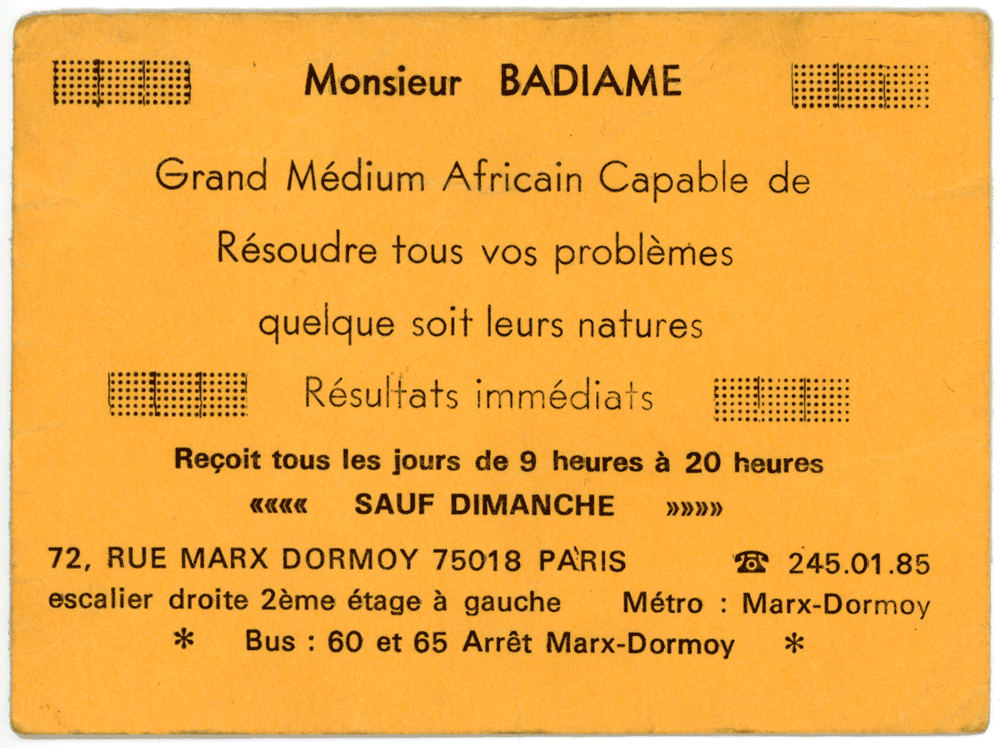 Monsieur BADIAME
Grand Médium Africain Capable de
Résoudre tous vos problèmes
quelque soit leurs natures
Résultats immédiats
Reçoit tous les jours de 9 heures à 20 heures
«««« SAUF DIMANCHE »»»»
72, RUE MARX DORMOY 75018 PARIS ☎ 245.01.85
escalier droite 2ème étage à gauche Métro : Marx-Dormoy
* Bus : 60 et 65 Arrêt Marx-Dormoy *